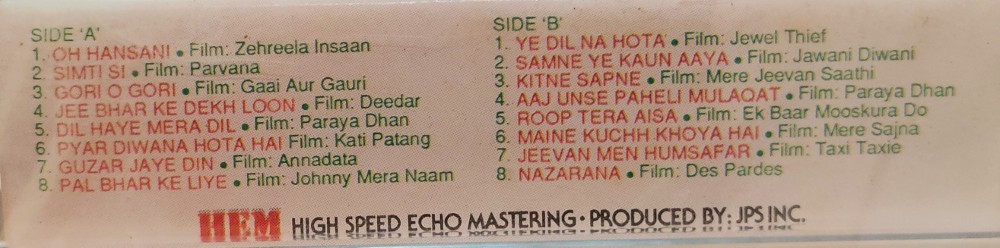 SIDE 'A'
1. OH HANSANI • Film: Zehreela Insaan
2. SIMTI SI • Film: Parvana
3. GORI O GORI • Film: Gaai Aur Gauri
4. JEE BHAR KE DEKH LOON • Film: Deedar
5. DIL HAYE MERA DIL • Film: Paraya Dhan
6. PYAR DIWANA HOTA HAI Film: Kati Patang
7. GUZAR JAYE DIN • Film: Annadata
8. PAL BHAR KE LIYE • Film: Johnny Mera Naam
SIDE 'B'
1. YE DIL NA HOTA • Film: Jewel Thief
2. SAMNE YE KAUN AAYA • Film: Jawani Diwani
3. KITNE SAPNE • Film: Mere Jeevan Saathi
4. AAJ UNSE PAHELI MULAQAT • Film: Paraya Dhan
5. ROOP TERA AISA • Film: Ek Baar Mooskura Do
6. MAINE KUCHH KHOYA HAI • Film: Mere Sajna
7. JEEVAN MEN HUMSAFAR • Film: Taxi Taxie
8. NAZARANA • Film: Des Pardes
HEM HIGH SPEED ECHO MASTERING • PRODUCED BY: JPS INC.